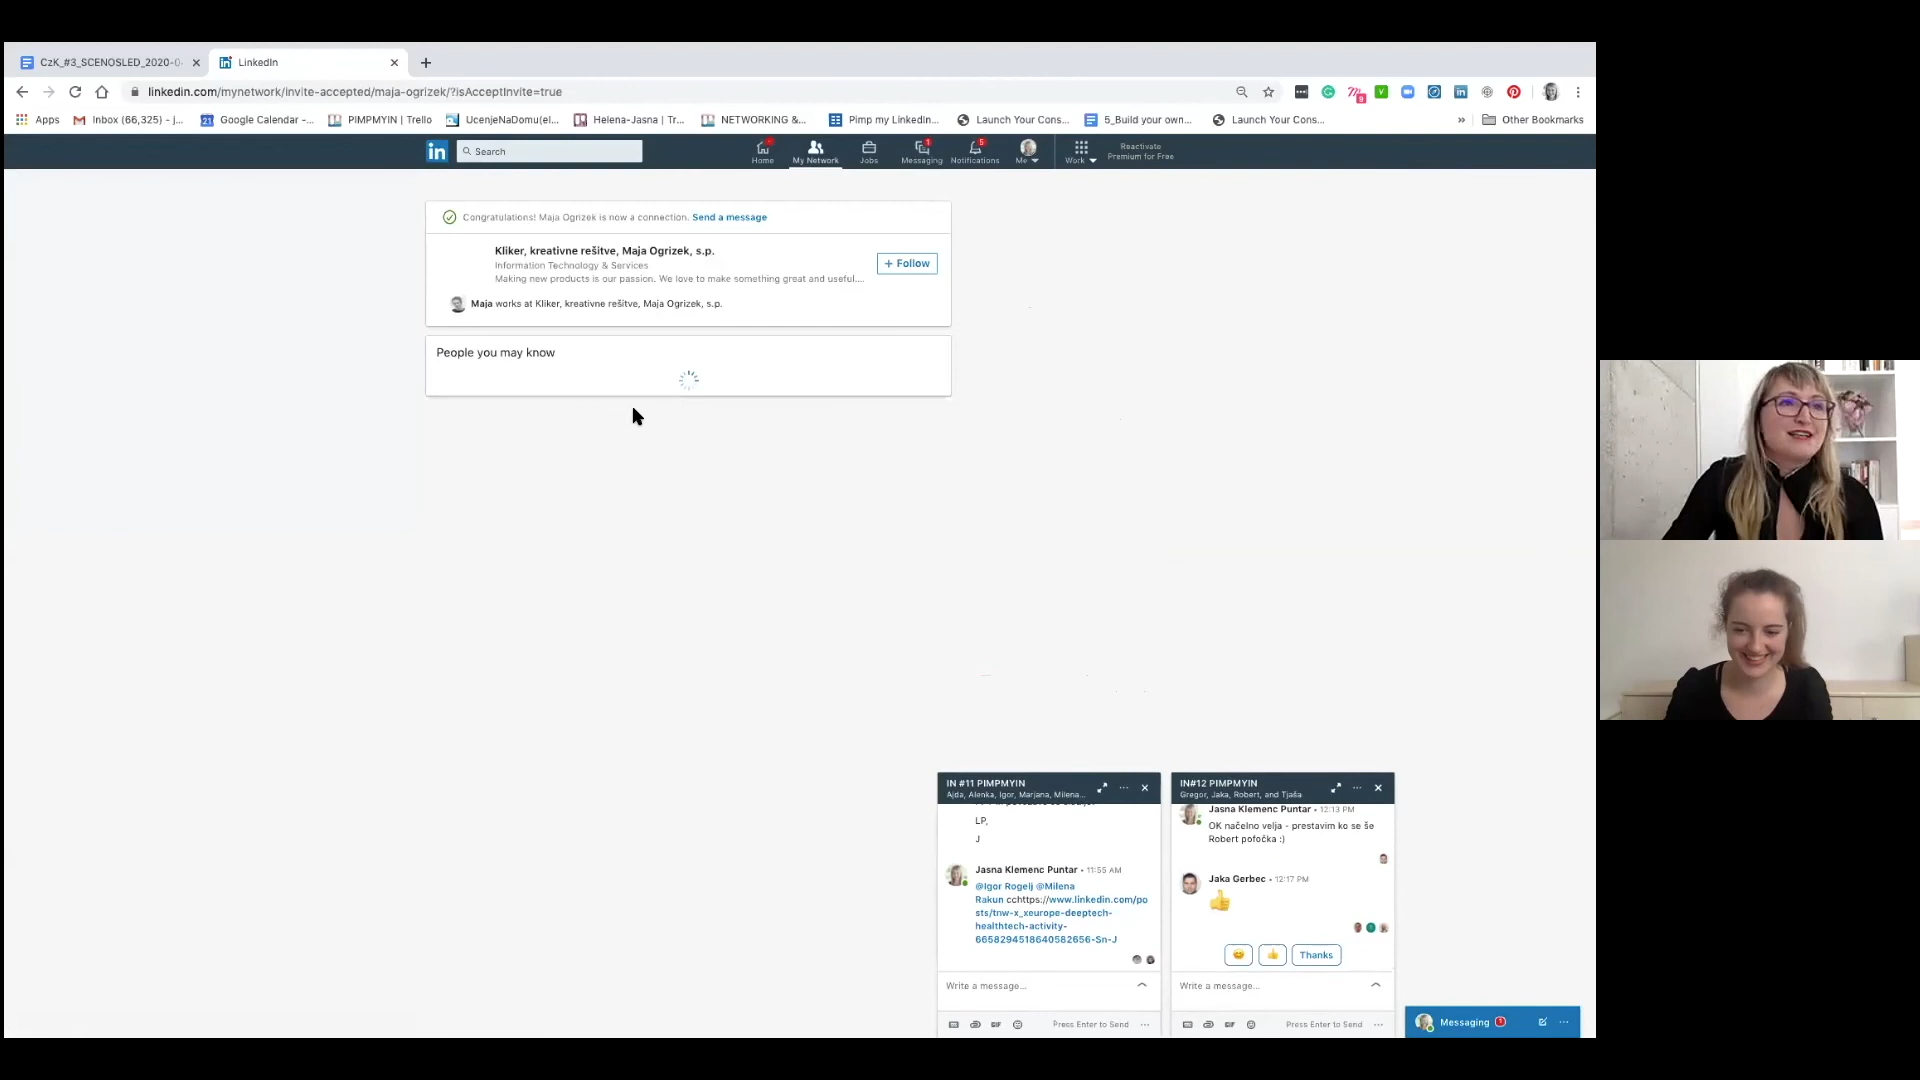 CzK_#3_SCENOSLED_2020-0
LinkedIn
linkedin.com/mynetwork/invite-accepted/maja-ogrizek/?isAcceptInvite=true
Apps
Inbox (66,325) - j...
Google Calendar -...
PIMPMYIN | Trello
UcenjeNaDomu(el...
Helena-Jasna | Tr...
NETWORKING &...
Pimp my LinkedIn...
Launch Your Cons...
5_Build your own...
Launch Your Cons...
»
Other Bookmarks
in
Search
Home
My Network
Jobs
1
Messaging
5
Notifications
Me
Work
Reactivate
Premium for Free
Congratulations! Maja Ogrizek is now a connection. Send a message
Kliker, kreativne rešitve, Maja Ogrizek, s.p.
Information Technology & Services
Making new products is our passion. We love to make something great and useful....
+ Follow
Maja works at Kliker, kreativne rešitve, Maja Ogrizek, s.p.
People you may know
IN #11 PIMPMYIN
Ajda, Alenka, Igor, Marjana, Milena...
LP,
J
Jasna Klemenc Puntar • 11:55 AM
@Igor Rogelj @Milena
Rakun cchttps://www.linkedin.com/po
sts/tnw-x_xeurope-deeptech-
healthtech-activity-
6658294518640582656-Sn-J
Write a message...
GIF
Press Enter to Send
IN#12 PIMPMYIN
Gregor, Jaka, Robert, and Tjaša
Jasna Klemenc Puntar • 12:13 PM
OK načelno velja - prestavim ko se še
Robert pofočka :)
Jaka Gerbec • 12:17 PM
Thanks
Write a message...
GIF
Press Enter to Send
Messaging 1